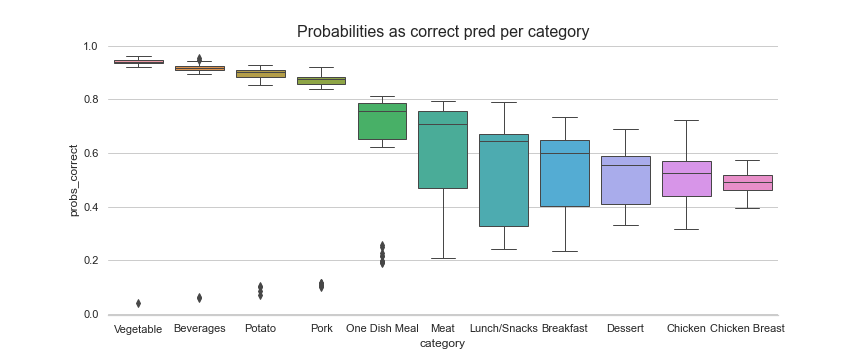 Probabilities as correct pred per category
1.0
0.8
0.6
0.4
0.2
0.0
probs_correct
Vegetable Beverages Potato Pork One Dish Meal Meat Lunch/Snacks Breakfast Dessert Chicken Chicken Breast
category